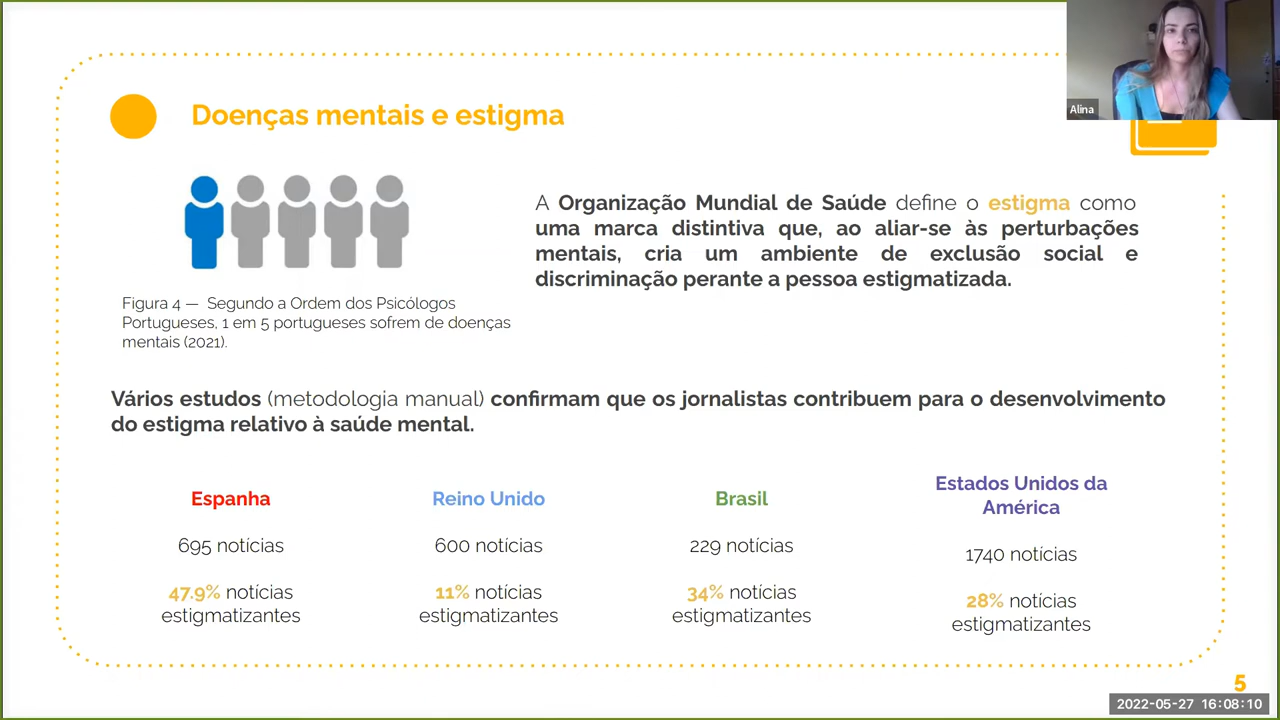 Alina
Doenças mentais e estigma
A Organização Mundial de Saúde define o estigma como
uma marca distintiva que, ao aliar-se às perturbações
mentais, cria um ambiente de exclusão social e
discriminação perante a pessoa estigmatizada.
Figura 4 — Segundo a Ordem dos Psicólogos
Portugueses, 1 em 5 portugueses sofrem de doenças
mentais (2021).
Vários estudos (metodologia manual) confirmam que os jornalistas contribuem para o desenvolvimento
do estigma relativo à saúde mental.
Espanha
695 notícias
47.9% notícias
estigmatizantes
Reino Unido
600 notícias
11% notícias
estigmatizantes
Brasil
229 notícias
34% notícias
estigmatizantes
Estados Unidos da
América
1740 notícias
28% notícias
estigmatizantes
5
2022-05-27 16:08:10